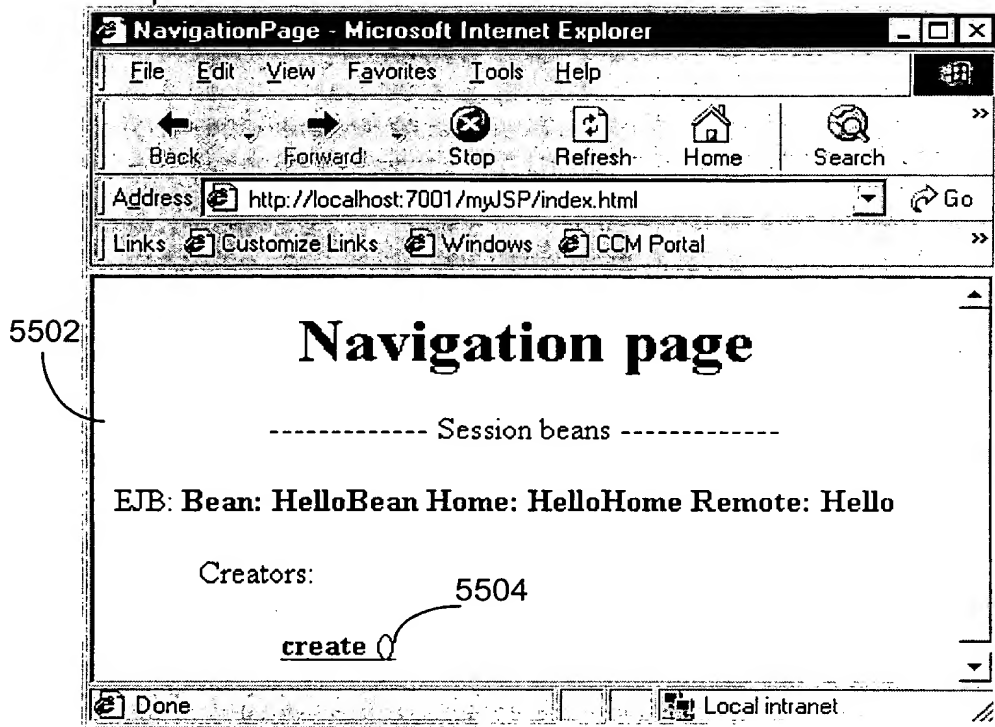 NavigationPage - Microsoft Internet Explorer
File Edit View Favorites Tools Help
Back Forward Stop Refresh Home Search »
Address http://localhost:7001/myJSP/index.html Go
Links Customize Links Windows CCM Portal »
5502
Navigation page
------------- Session beans -------------
EJB: Bean: HelloBean Home: HelloHome Remote: Hello
Creators:
5504
create ()
Done Local intranet